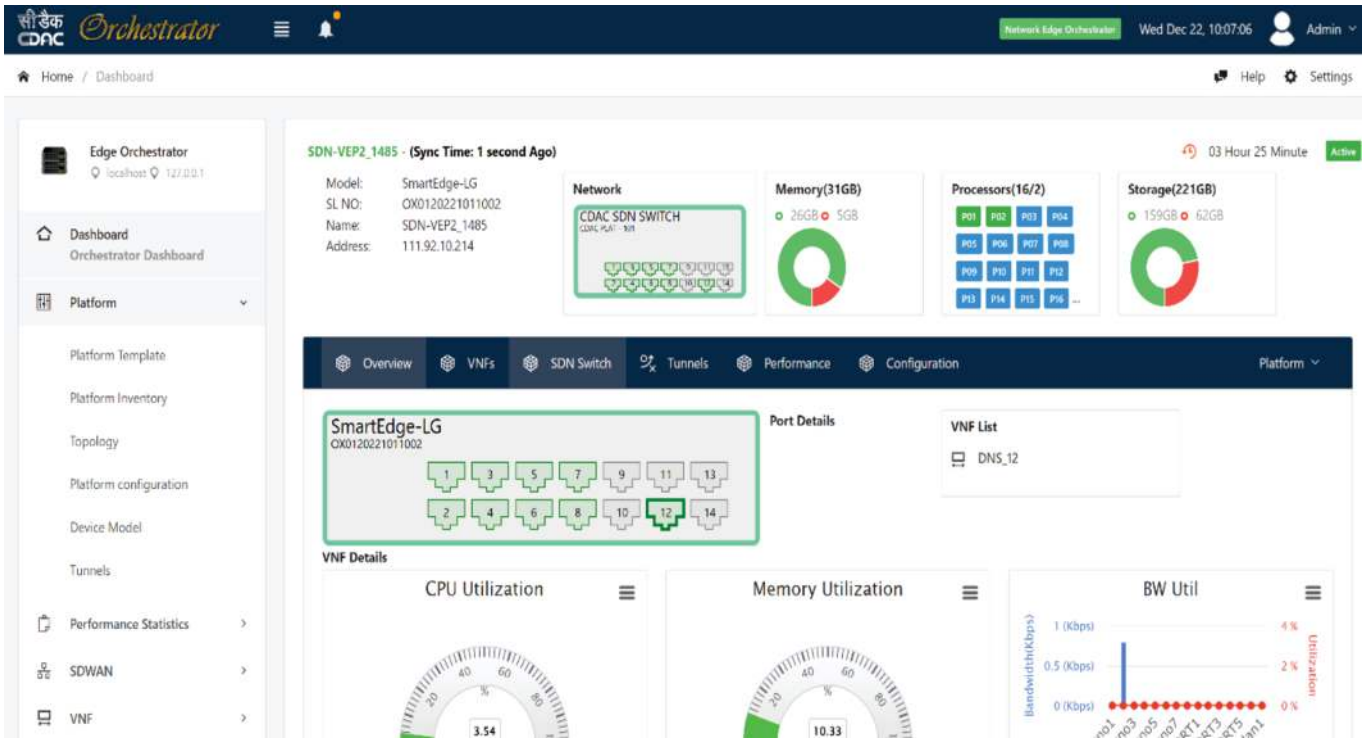 सी डैक
CDAC
Orchestrator
Network Edge Orchestrator
Wed Dec 22, 10:07:06
Admin
Home / Dashboard
Help
Settings
Edge Orchestrator
localhost 127.0.0.1
Dashboard
Orchestrator Dashboard
Platform
Platform Template
Platform Inventory
Topology
Platform configuration
Device Model
Tunnels
Performance Statistics
SDWAN
VNF
SDN-VEP2_1485 - (Sync Time: 1 second Ago)
03 Hour 25 Minute
Active
Model: SmartEdge-LG
SL NO: OX0120221011002
Name: SDN-VEP2_1485
Address: 111.92.10.214
Network
CDAC SDN SWITCH
Memory(31GB)
26GB 5GB
Processors(16/2)
P01 P02 P03 P04
P05 P06 P07 P08
P09 P10 P11 P12
P13 P14 P15 P16 ...
Storage(221GB)
159GB 62GB
Overview VNFs SDN Switch Tunnels Performance Configuration Platform
SmartEdge-LG
OX0120221011002
1 3 5 7 9 11 13
2 4 6 8 10 12 14
Port Details
VNF List
DNS_12
VNF Details
CPU Utilization
20 40 60 80
%
3.54
Memory Utilization
20 40 60 80
%
10.33
BW Util
Bandwidth(Kbps)
1 (Kbps)
0.5 (Kbps)
0 (Kbps)
4 %
2 %
0 %
Utilization